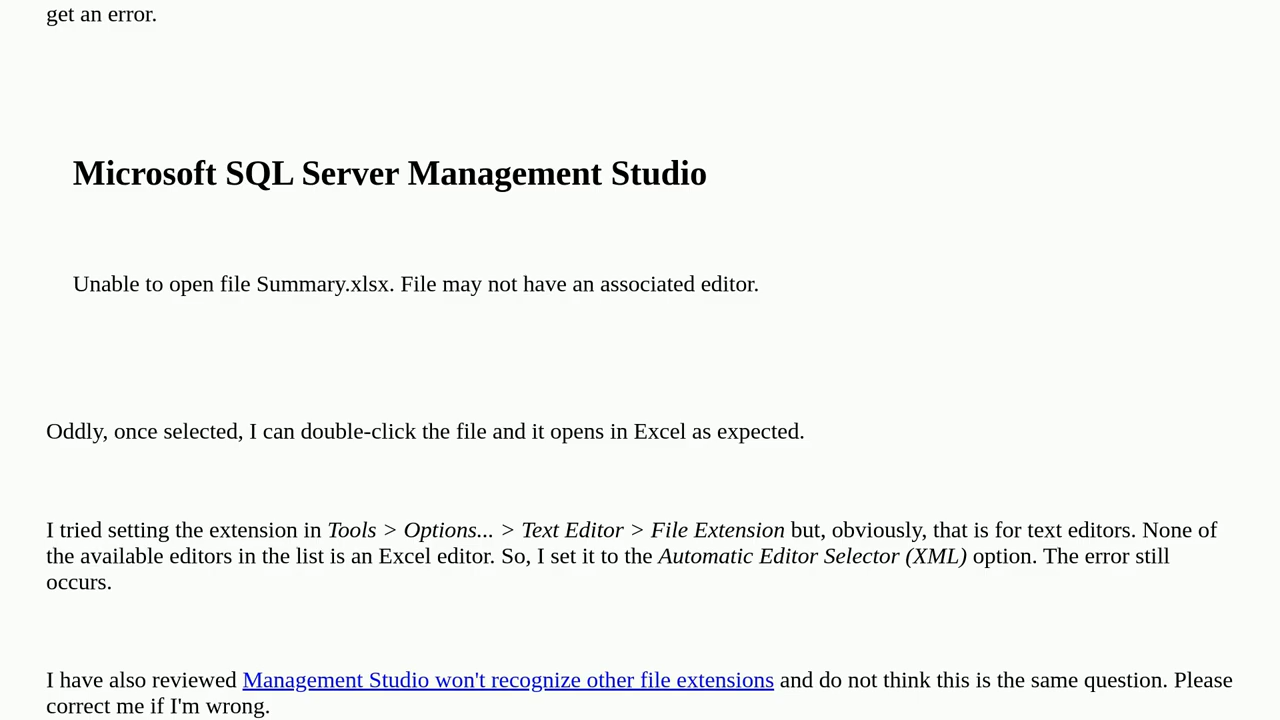 get an error.
Microsoft SQL Server Management Studio
Unable to open file Summary.xlsx. File may not have an associated editor.
Oddly, once selected, I can double-click the file and it opens in Excel as expected.
I tried setting the extension in Tools > Options... > Text Editor > File Extension but, obviously, that is for text editors. None of
the available editors in the list is an Excel editor. So, I set it to the Automatic Editor Selector (XML) option. The error still
occurs.
I have also reviewed Management Studio won't recognize other file extensions and do not think this is the same question. Please
correct me if I'm wrong.